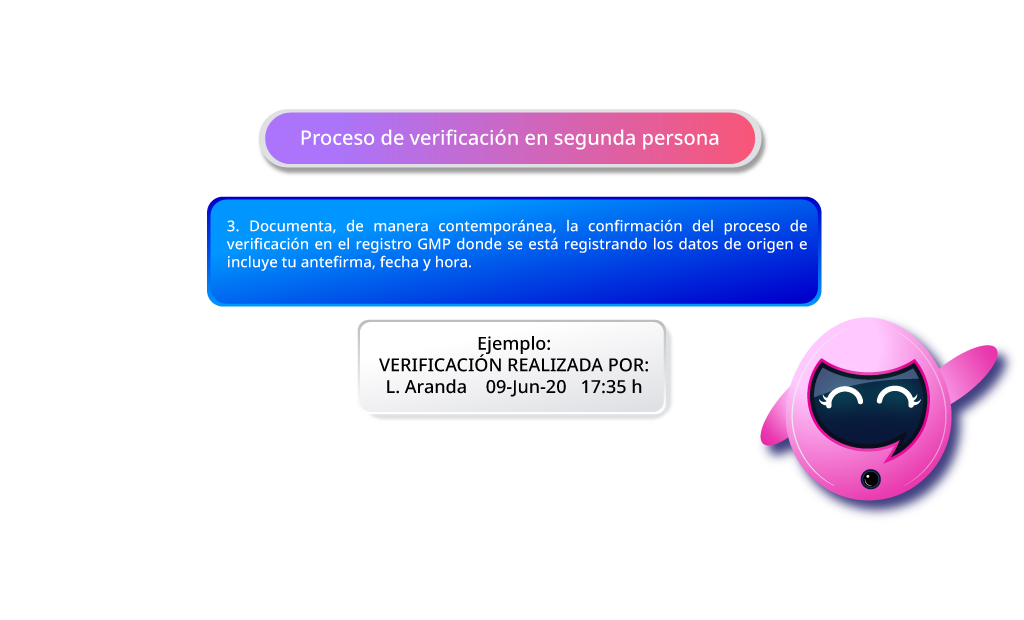 Proceso de verificación en segunda persona
3. Documenta, de manera contemporánea, la confirmación del proceso de
verificación en el registro GMP donde se está registrando los datos de origen e
incluye tu antefirma, fecha y hora.
Ejemplo:
VERIFICACIÓN REALIZADA POR:
L. Aranda 09-Jun-20 17:35 h